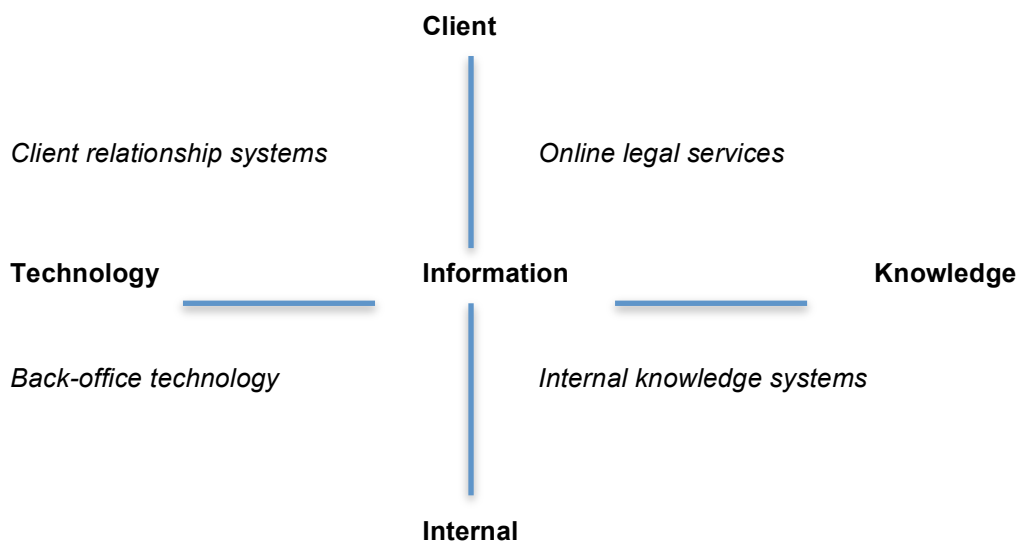 Client
Client relationship systems Online legal services
Technology Information Knowledge
Back-office technology Internal knowledge systems
Internal